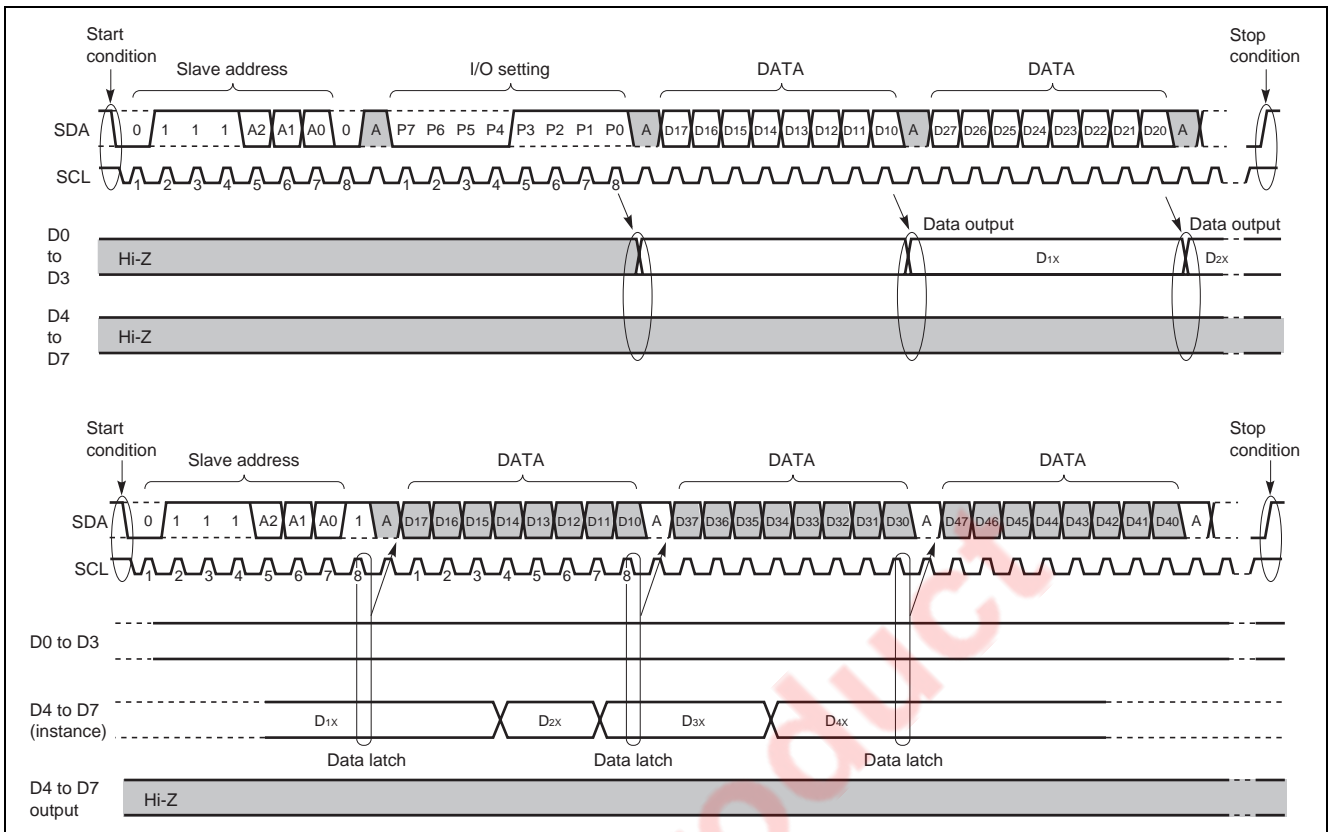 Start
condition
Stop
condition
Slave address
I/O setting
DATA
DATA
SDA
0 1 1 1 A2 A1 A0 0 A P7 P6 P5 P4 P3 P2 P1 P0 A D17 D16 D15 D14 D13 D12 D11 D10 A D27 D26 D25 D24 D23 D22 D21 D20 A
SCL
1 2 3 4 5 6 7 8 1 2 3 4 5 6 7 8
Data output
Data output
D0
to
D3
Hi-Z
D1X
D2X
D4
to
D7
Hi-Z
Start
condition
Stop
condition
Slave address
DATA
DATA
DATA
SDA
0 1 1 1 A2 A1 A0 1 A D17 D16 D15 D14 D13 D12 D11 D10 A D37 D36 D35 D34 D33 D32 D31 D30 A D47 D46 D45 D44 D43 D42 D41 D40 A
SCL
1 2 3 4 5 6 7 8 1 2 3 4 5 6 7 8
D0 to D3
D4 to D7
(instance)
D1X
D2X
D3X
D4X
Data latch
Data latch
Data latch
D4 to D7
output
Hi-Z